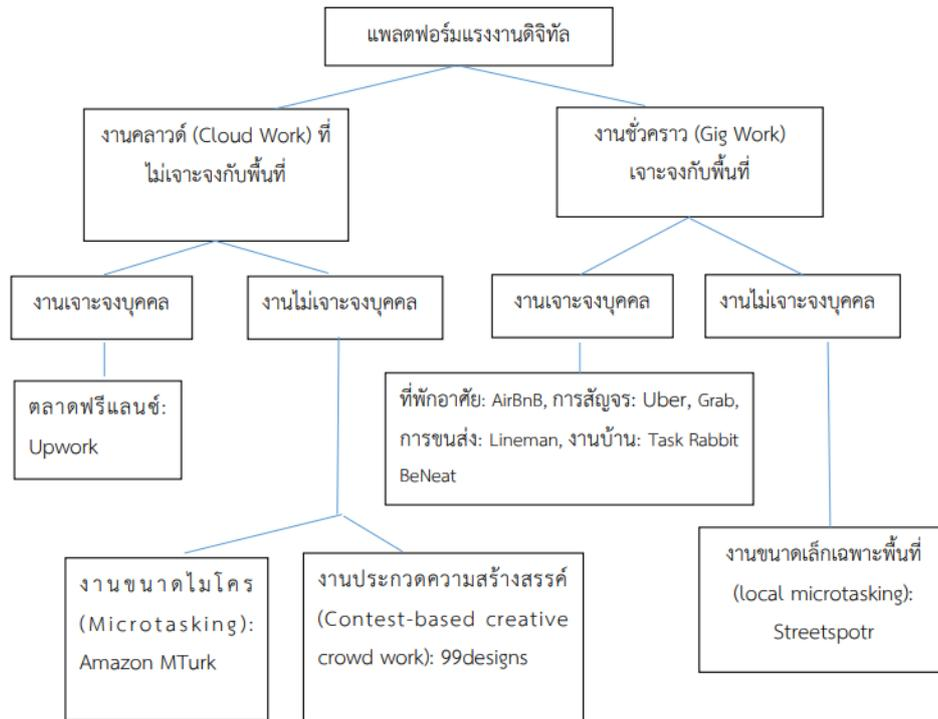 แพลตฟอร์มแรงงานดิจิทัล
งานคลาวด์ (Cloud Work) ที่
ไม่เจาะจงกับพื้นที่
งานชั่วคราว (Gig Work)
เจาะจงกับพื้นที่
งานเจาะจงบุคคล
งานไม่เจาะจงบุคคล
งานเจาะจงบุคคล
งานไม่เจาะจงบุคคล
ตลาดฟรีแลนซ์:
Upwork
ที่พักอาศัย: AirBnB, การสัญจร: Uber, Grab,
การขนส่ง: Lineman, งานบ้าน: Task Rabbit
BeNeat
งานขนาดไมโคร
(Microtasking):
Amazon MTurk
งานประกวดความสร้างสรรค์
(Contest-based creative
crowd work): 99designs
งานขนาดเล็กเฉพาะพื้นที่
(local microtasking):
Streetspotr